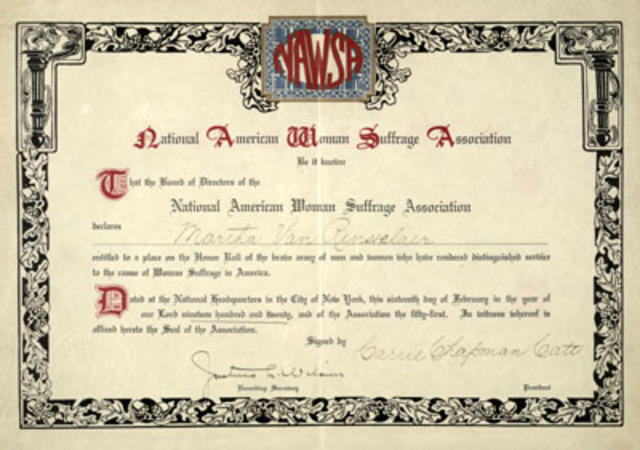 NAWSA
National American Woman Suffrage Association
Be it known
That the Board of Directors of the
National American Woman Suffrage Association
declares
Martha Van Rensselaer
entitled to a place on the Honor Roll of the brave army of men and women who have rendered distinguished service
to the cause of Woman Suffrage in America.
Dated at the National Headquarters in the City of New York, this sixteenth day of February in the year of
our Lord nineteen hundred and twenty, and of the Association the fifty-first. In witness whereof is
affixed hereto the Seal of the Association.
Signed by Carrie Chapman Catt
Wilson
Recording Secretary President